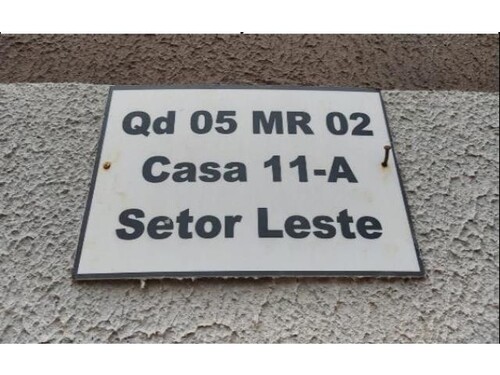 Qd 05 MR 02
Casa 11-A
Setor Leste